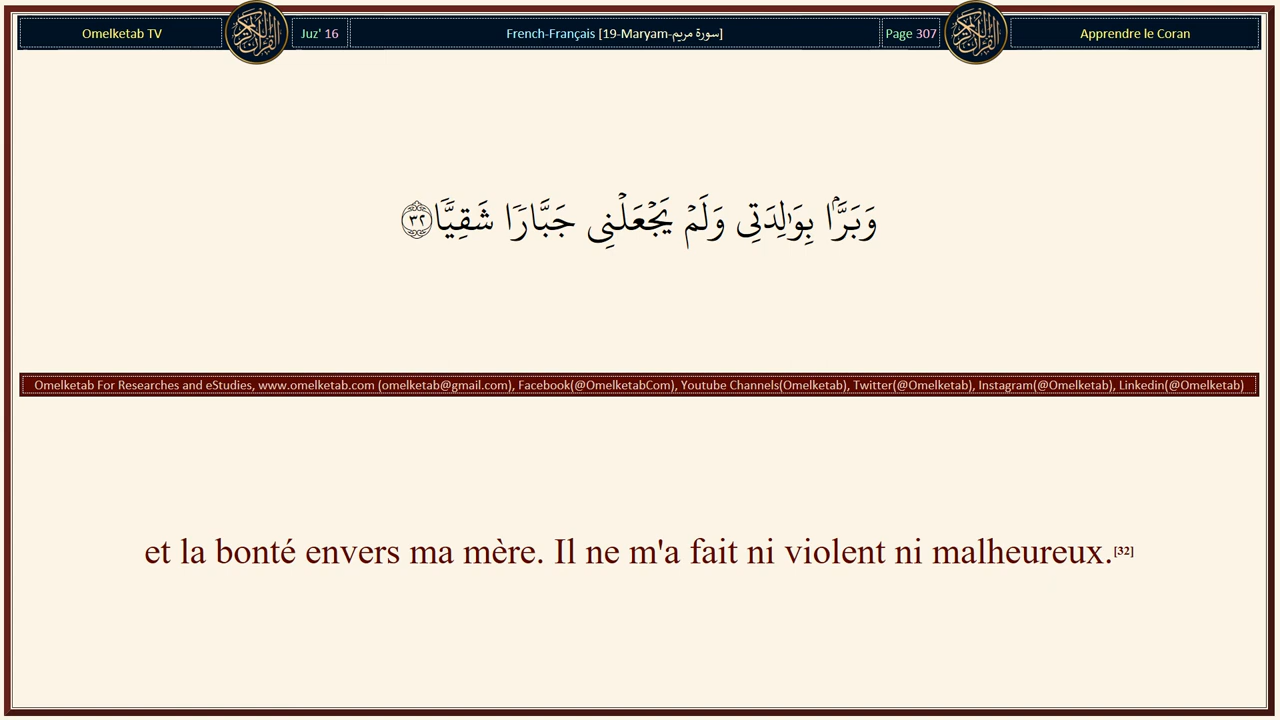 Omelketab TV
Juz' 16
French-Français [19-Maryam-سورة مريم]
Page 307
Apprendre le Coran
وَبَرَّۢا بِوَٰلِدَتِى وَلَمْ يَجْعَلْنِى جَبَّارًا شَقِيًّا ٣٢
Omelketab For Researches and eStudies, www.omelketab.com (omelketab@gmail.com), Facebook(@OmelketabCom), Youtube Channels(Omelketab), Twitter(@Omelketab), Instagram(@Omelketab), Linkedin(@Omelketab)
et la bonté envers ma mère. Il ne m'a fait ni violent ni malheureux.[32]